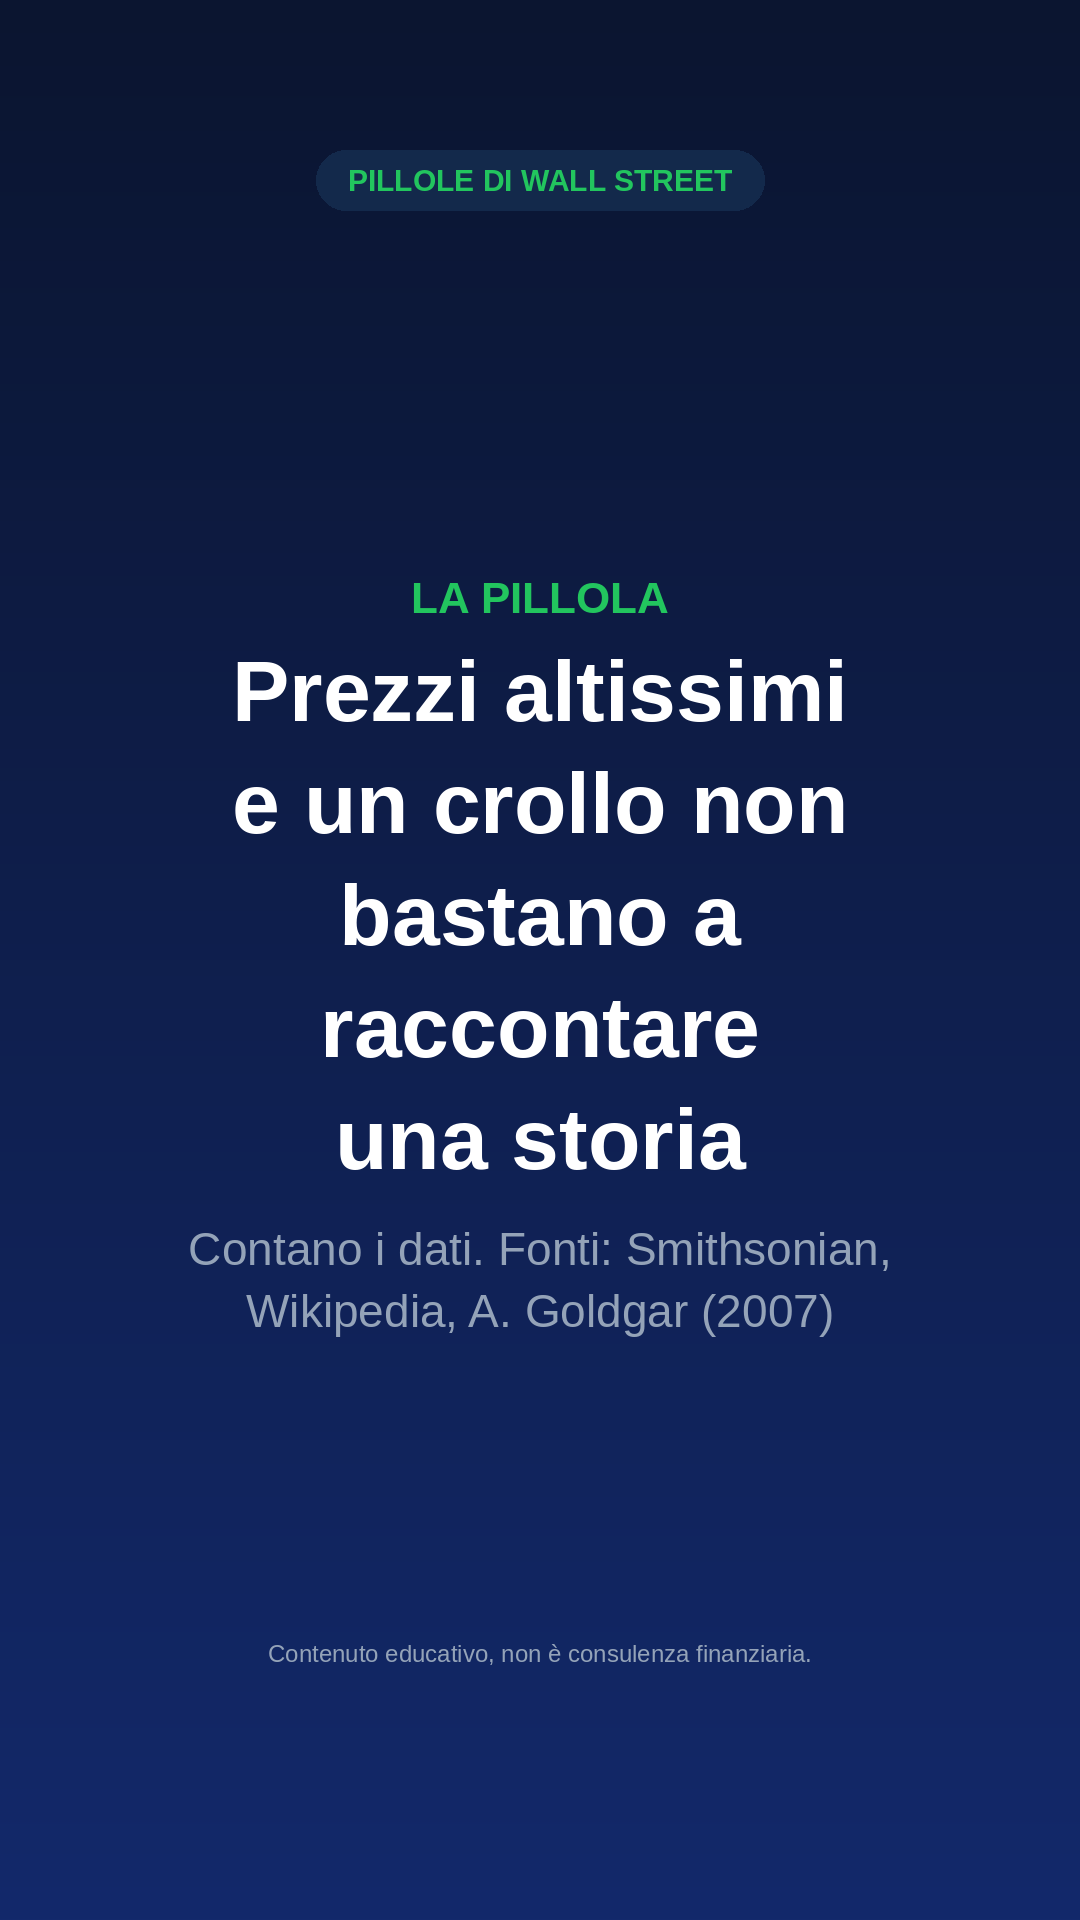 PILLOLE DI WALL STREET
LA PILLOLA
Prezzi altissimi
e un crollo non
bastano a
raccontare
una storia
Contano i dati. Fonti: Smithsonian,
Wikipedia, A. Goldgar (2007)
Contenuto educativo, non è consulenza finanziaria.